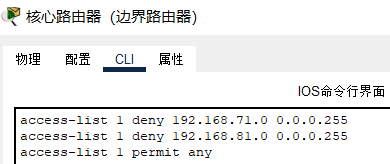 核心路由器 (边界路由器)
物理 配置 CLI 属性
IOS命令行界面
access-list 1 deny 192.168.71.0 0.0.0.255
access-list 1 deny 192.168.81.0 0.0.0.255
access-list 1 permit any